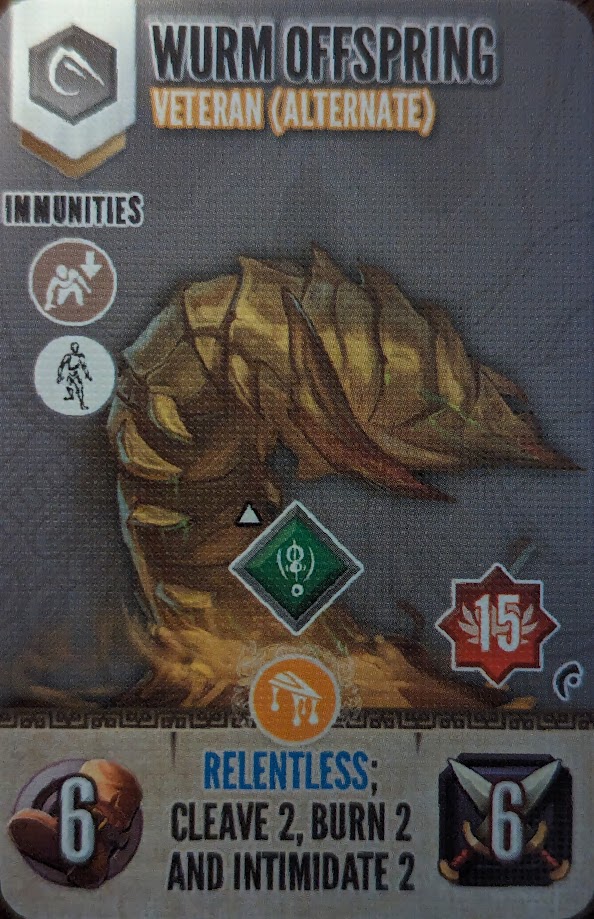 WURM OFFSPRING
VETERAN (ALTERNATE)
IMMUNITIES
15
RELENTLESS;
6
CLEAVE 2, BURN 2
6
AND INTIMIDATE 2